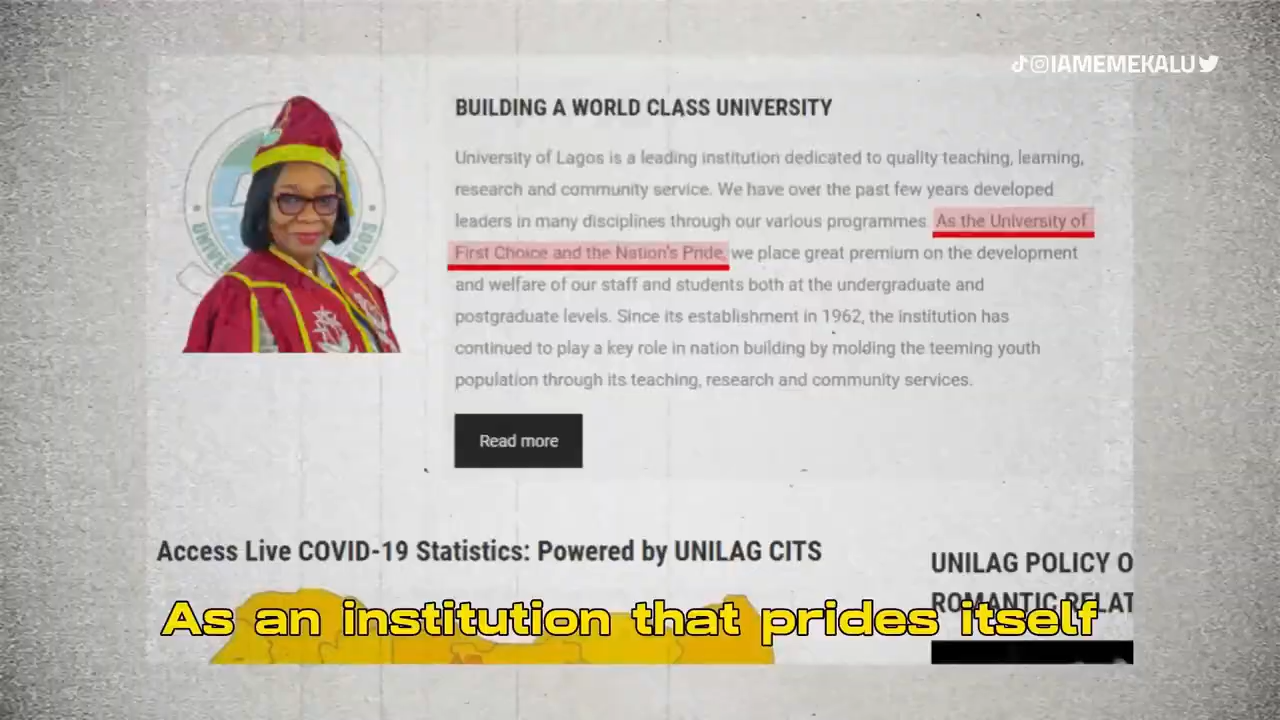 IAMEMEKALU
BUILDING A WORLD CLASS UNIVERSITY
University of Lagos is a leading institution dedicated to quality teaching, learning,
research and community service. We have over the past few years developed
leaders in many disciplines through our various programmes. As the University of
First Choice and the Nation's Pride, we place great premium on the development
and welfare of our staff and students both at the undergraduate and
postgraduate levels. Since its establishment in 1962, the institution has
continued to play a key role in nation building by molding the teeming youth
population through its teaching, research and community services.
Read more
Access Live COVID-19 Statistics: Powered by UNILAG CITS
UNILAG POLICY O
ROMANTIC RELAT
As an institution that prides itself